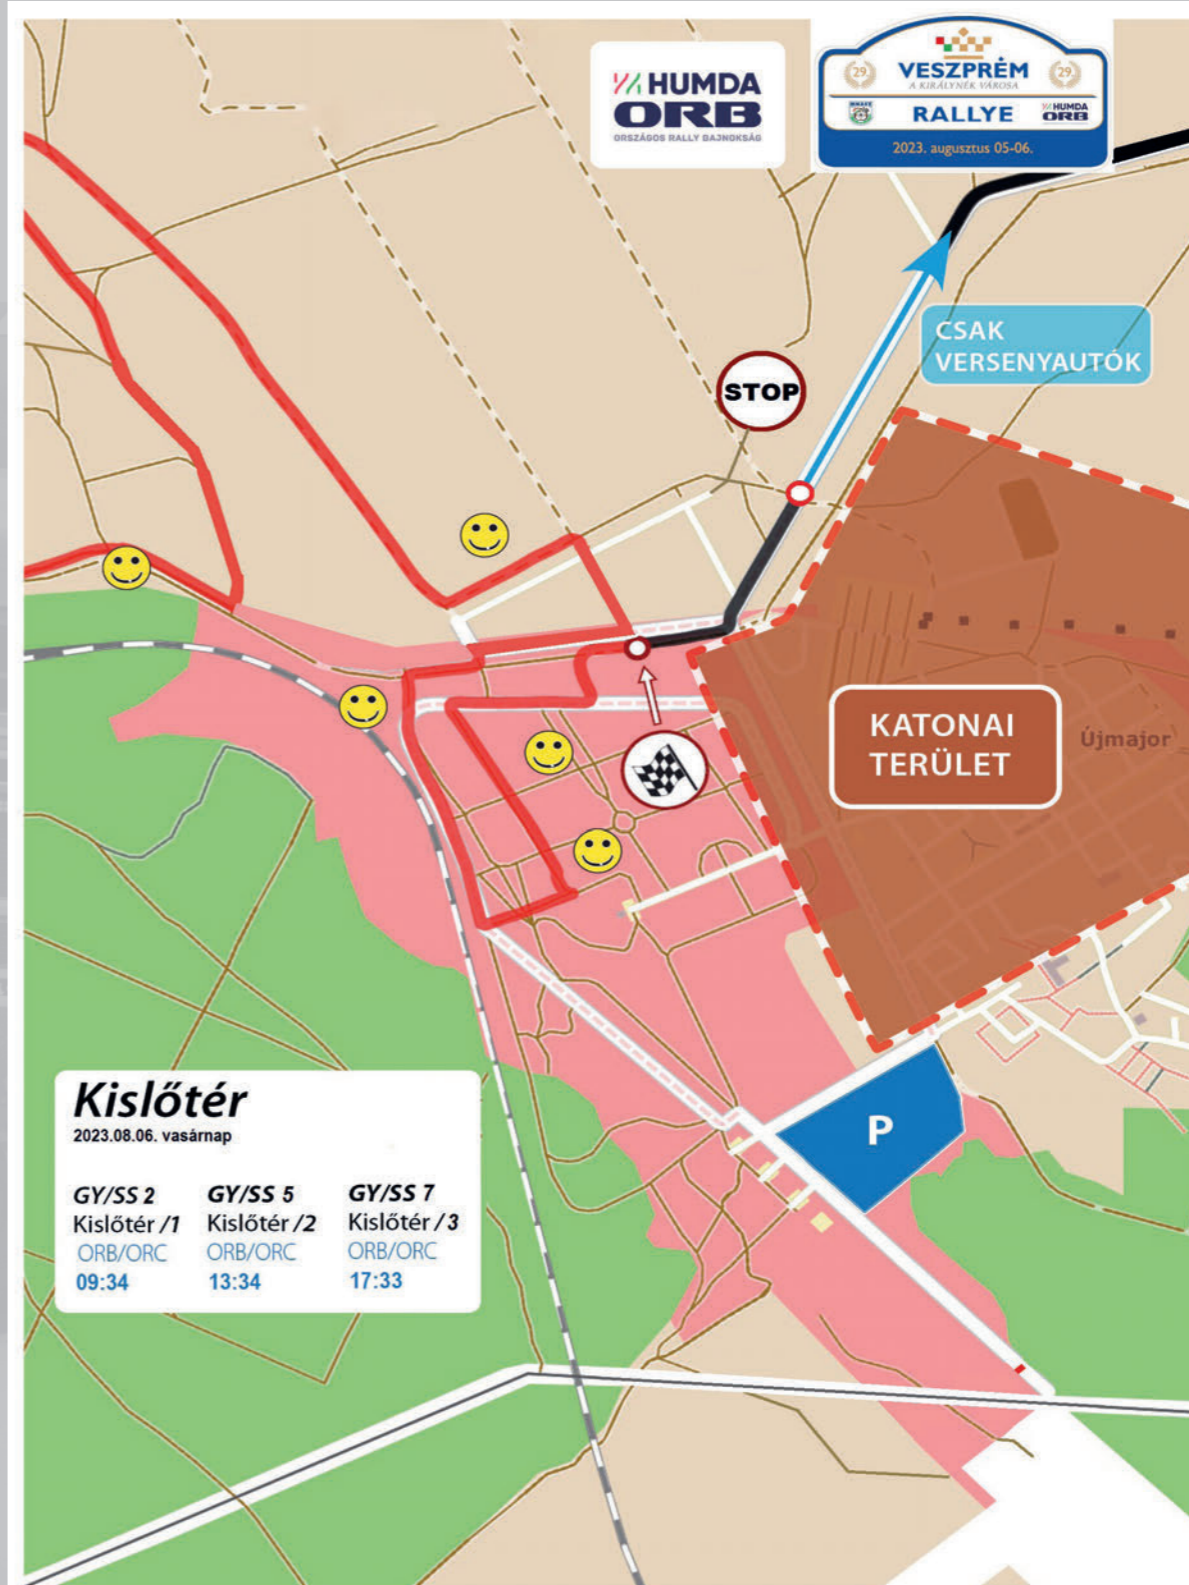 HUMDA
ORB
ORSZÁGOS RALLY BAJNOKSÁG
29.
VESZPRÉM
29.
A KIRÁLYNÉK VÁROSA
RALLYE
HUMDA
ORB
2023. augusztus 05-06.
CSAK
VERSENYAUTÓK
STOP
KATONAI
TERÜLET
Újmajor
P
Kislőtér
2023.08.06. vasárnap
GY/SS 2 GY/SS 5 GY/SS 7
Kislőtér /1 Kislőtér /2 Kislőtér /3
ORB/ORC ORB/ORC ORB/ORC
09:34 13:34 17:33